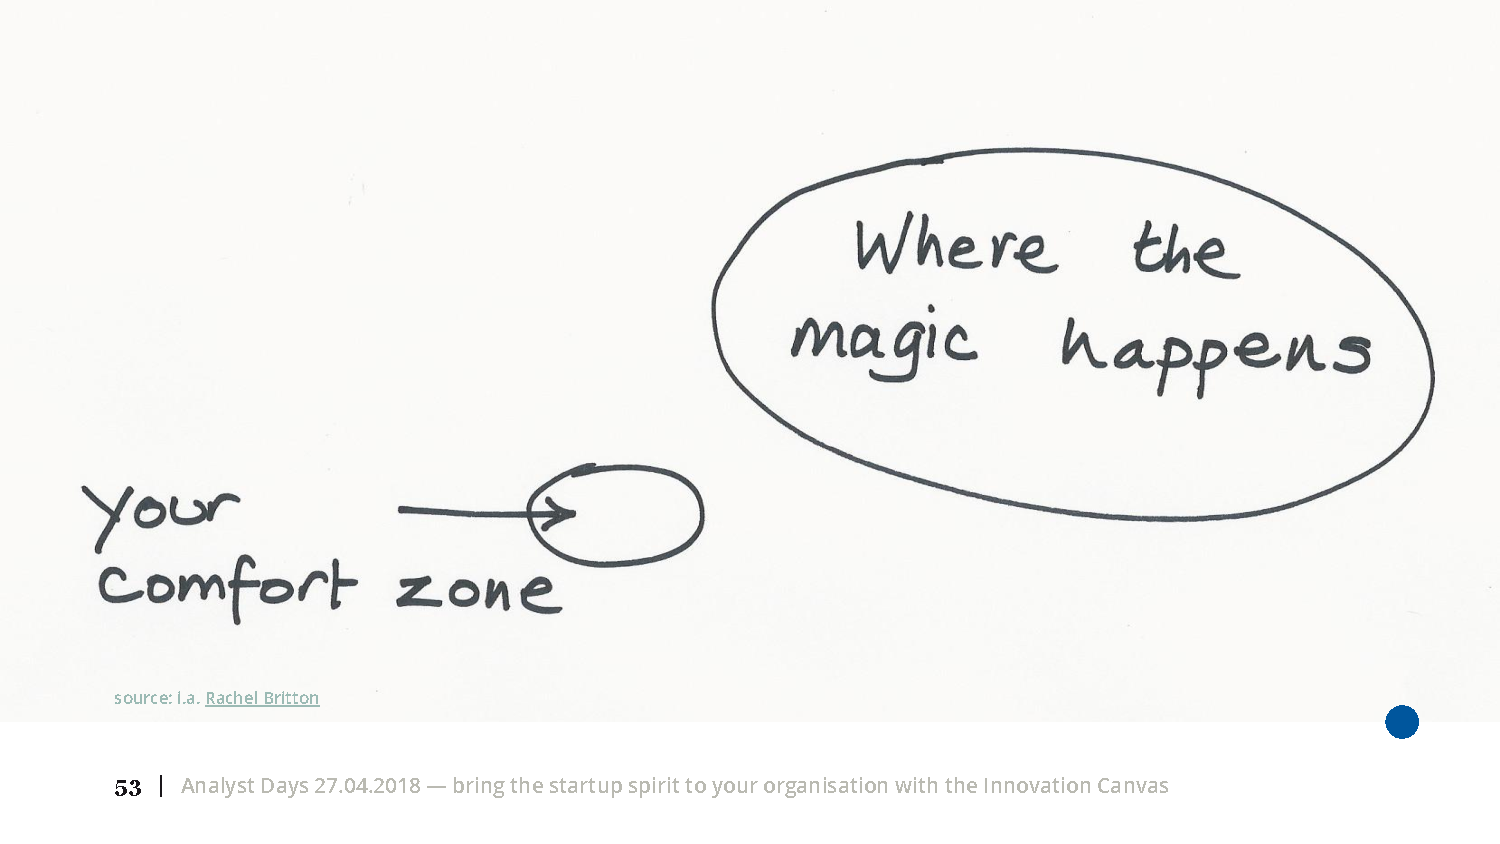 Where the
magic happens
Your
comfort zone
source: i.a. Rachel Britton
53 | Analyst Days 27.04.2018 — bring the startup spirit to your organisation with the Innovation Canvas